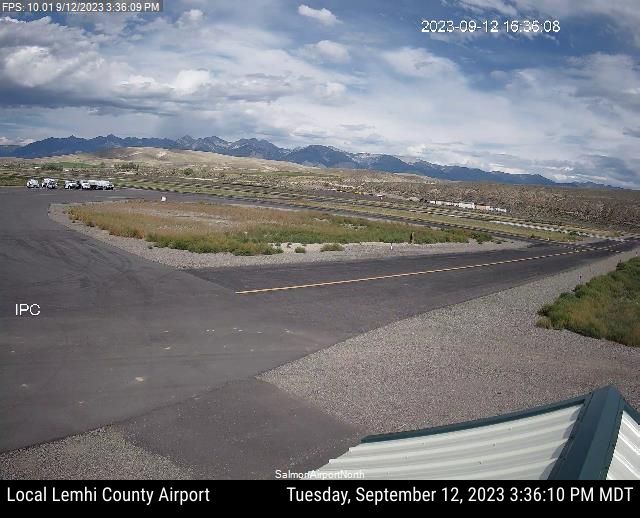 FPS: 10.01 9/12/2023 3:36:09 PM
2023-09-12 16:36:08
IPC
SalmonAirportNorth
Local Lemhi County Airport
Tuesday, September 12, 2023 3:36:10 PM MDT